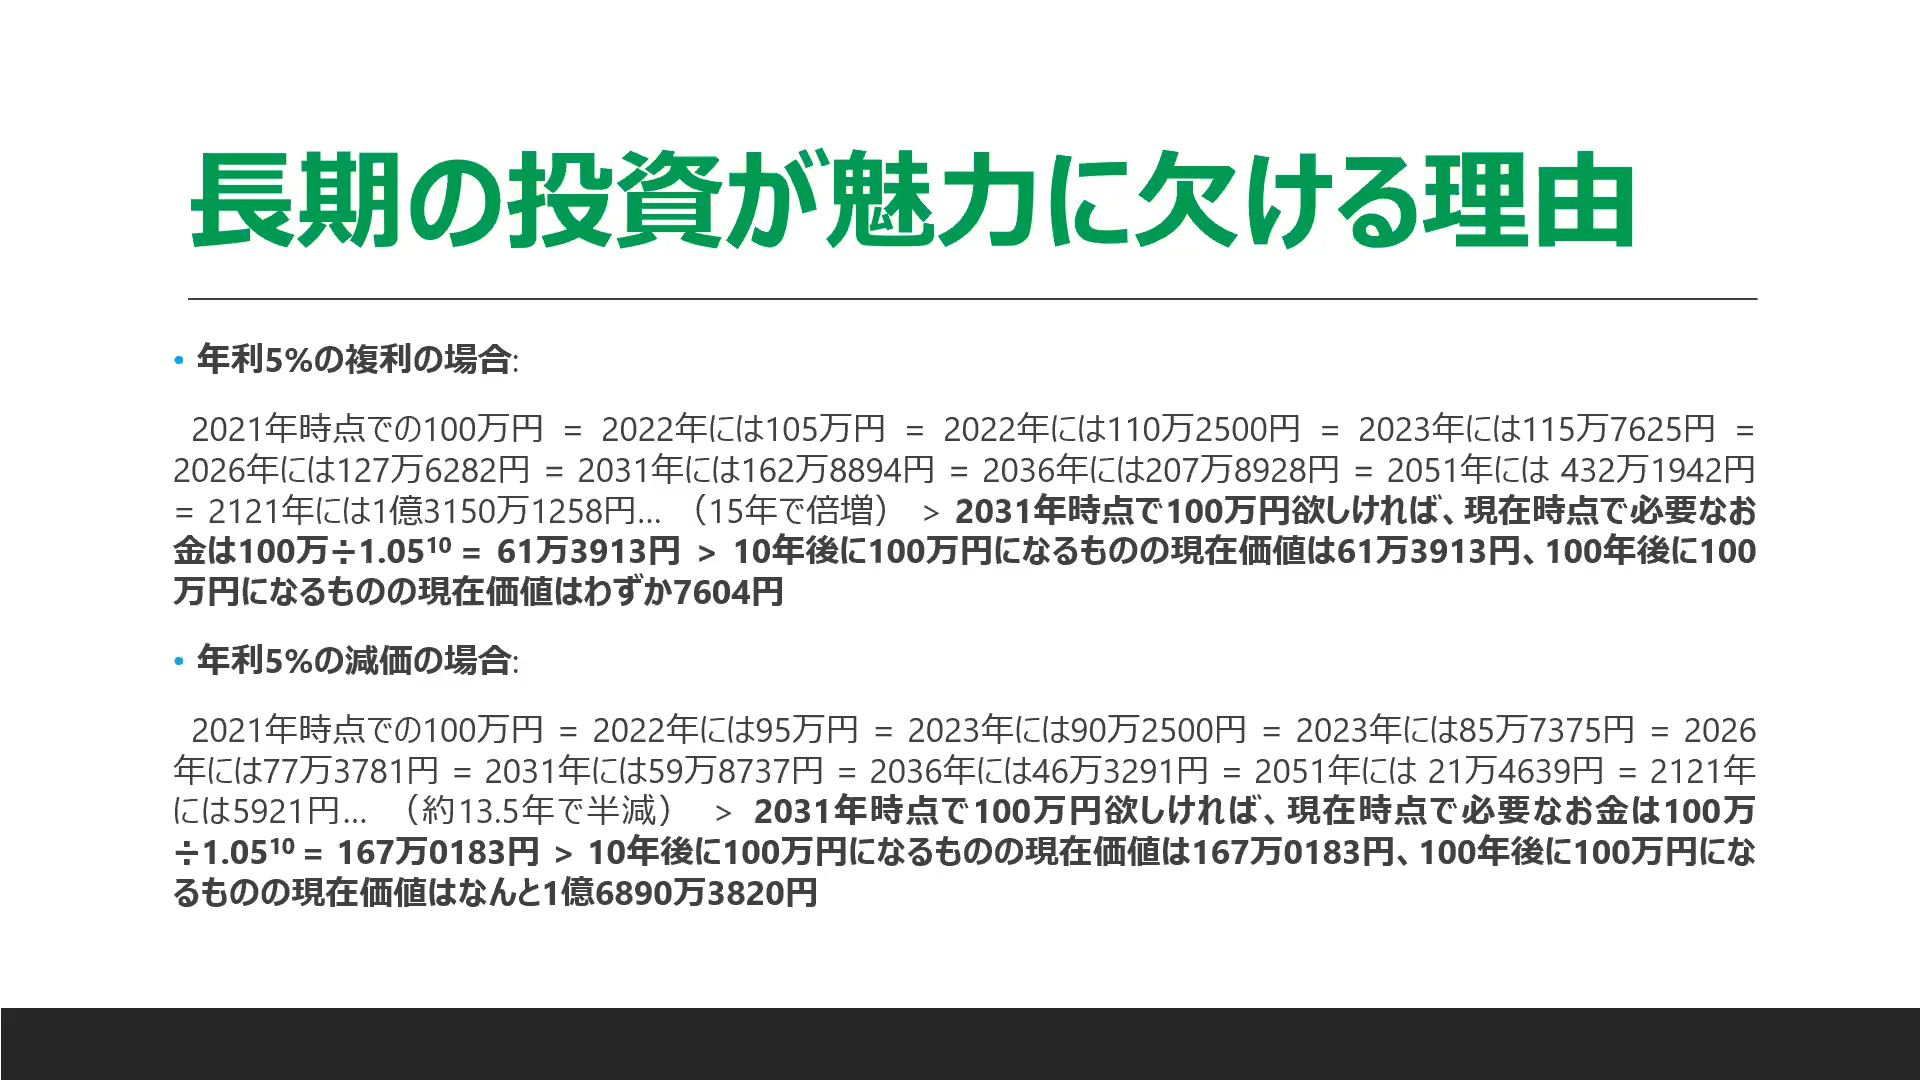 長期の投資が魅力に欠ける理由
• 年利5%の複利の場合:
2021年時点での100万円 = 2022年には105万円 = 2022年には110万2500円 = 2023年には115万7625円 =
2026年には127万6282円 = 2031年には162万8894円 = 2036年には207万8928円 = 2051年には 432万1942円
= 2121年には1億3150万1258円... （15年で倍増） > 2031年時点で100万円欲しければ、現在時点で必要なお
金は100万÷1.05¹⁰ = 61万3913円 > 10年後に100万円になるものの現在価値は61万3913円、100年後に100
万円になるものの現在価値はわずか7604円
• 年利5%の減価の場合:
2021年時点での100万円 = 2022年には95万円 = 2023年には90万2500円 = 2023年には85万7375円 = 2026
年には77万3781円 = 2031年には59万8737円 = 2036年には46万3291円 = 2051年には 21万4639円 = 2121年
には5921円... （約13.5年で半減） > 2031年時点で100万円欲しければ、現在時点で必要なお金は100万
÷1.05¹⁰ = 167万0183円 > 10年後に100万円になるものの現在価値は167万0183円、100年後に100万円にな
るものの現在価値はなんと1億6890万3820円